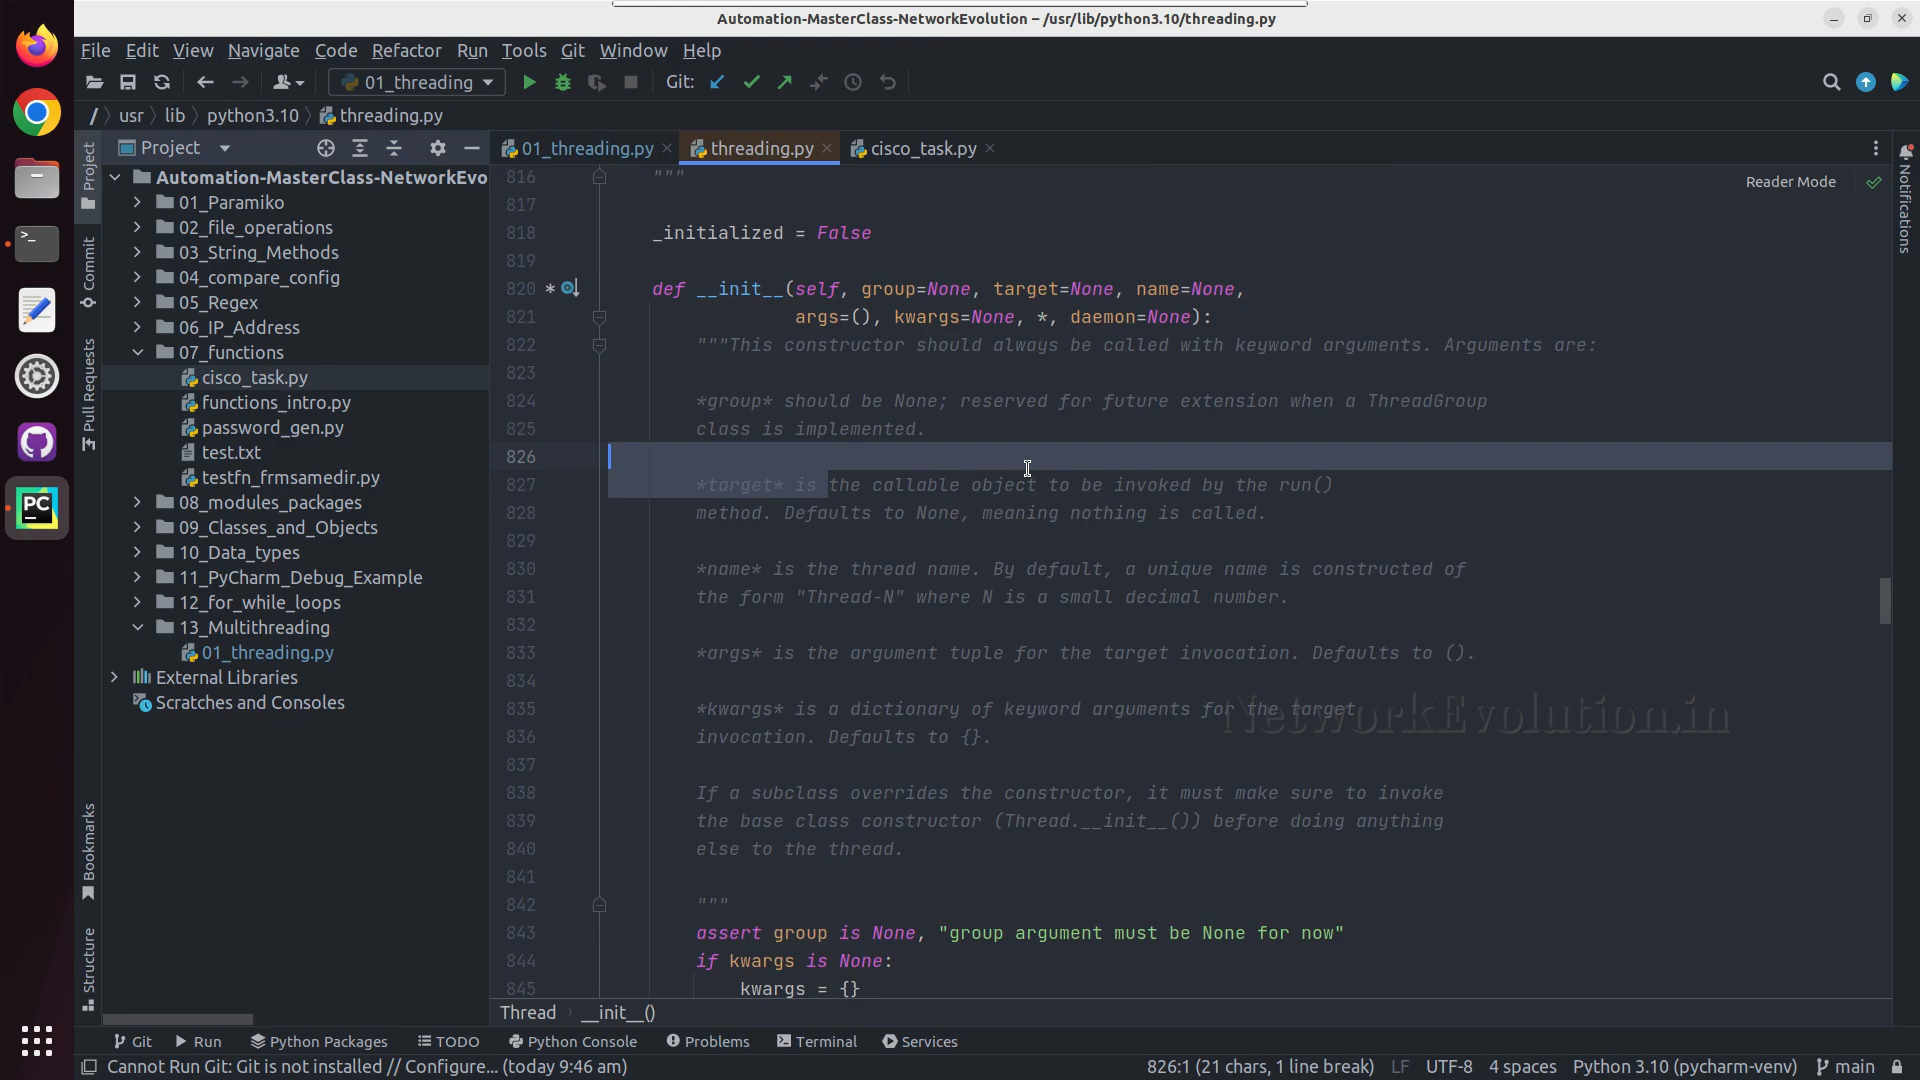 Automation-MasterClass-NetworkEvolution – /usr/lib/python3.10/threading.py
File Edit View Navigate Code Refactor Run Tools Git Window Help
01_threading Git:
/ usr lib python3.10 threading.py
Project
01_threading.py threading.py cisco_task.py
Reader Mode
Project
Commit
Pull Requests
Bookmarks
Structure
Notifications
Automation-MasterClass-NetworkEvo
01_Paramiko
02_file_operations
03_String_Methods
04_compare_config
05_Regex
06_IP_Address
07_functions
cisco_task.py
functions_intro.py
password_gen.py
test.txt
testfn_frmsamedir.py
08_modules_packages
09_Classes_and_Objects
10_Data_types
11_PyCharm_Debug_Example
12_for_while_loops
13_Multithreading
01_threading.py
External Libraries
Scratches and Consoles
816 """
817
818 _initialized = False
819
820 * def __init__(self, group=None, target=None, name=None,
821 args=(), kwargs=None, *, daemon=None):
822 """This constructor should always be called with keyword arguments. Arguments are:
823
824 *group* should be None; reserved for future extension when a ThreadGroup
825 class is implemented.
826
827 *target* is the callable object to be invoked by the run()
828 method. Defaults to None, meaning nothing is called.
829
830 *name* is the thread name. By default, a unique name is constructed of
831 the form "Thread-N" where N is a small decimal number.
832
833 *args* is the argument tuple for the target invocation. Defaults to ().
834
835 *kwargs* is a dictionary of keyword arguments for the target
836 invocation. Defaults to {}.
837
838 If a subclass overrides the constructor, it must make sure to invoke
839 the base class constructor (Thread.__init__()) before doing anything
840 else to the thread.
841
842 """
843 assert group is None, "group argument must be None for now"
844 if kwargs is None:
845 kwargs = {}
NetworkEvolution.in
Thread __init__()
Git Run Python Packages TODO Python Console Problems Terminal Services
Cannot Run Git: Git is not installed // Configure... (today 9:46 am) 826:1 (21 chars, 1 line break) LF UTF-8 4 spaces Python 3.10 (pycharm-venv) main